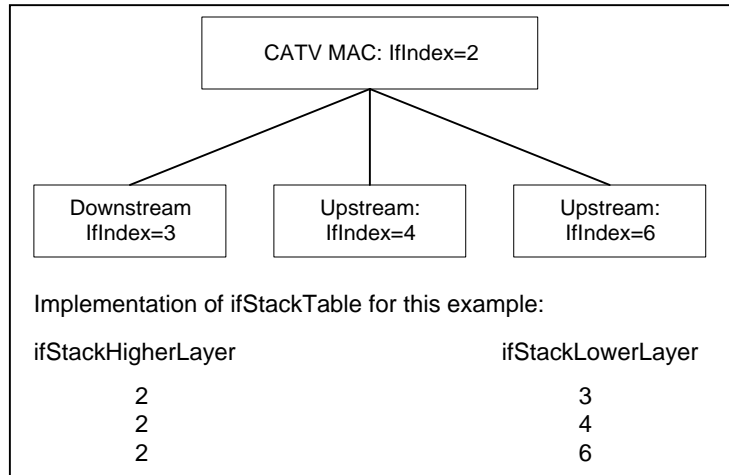 CATV MAC: IfIndex=2
Downstream
IfIndex=3
Upstream:
IfIndex=4
Upstream:
IfIndex=6
Implementation of ifStackTable for this example:
ifStackHigherLayer ifStackLowerLayer
2 3
2 4
2 6